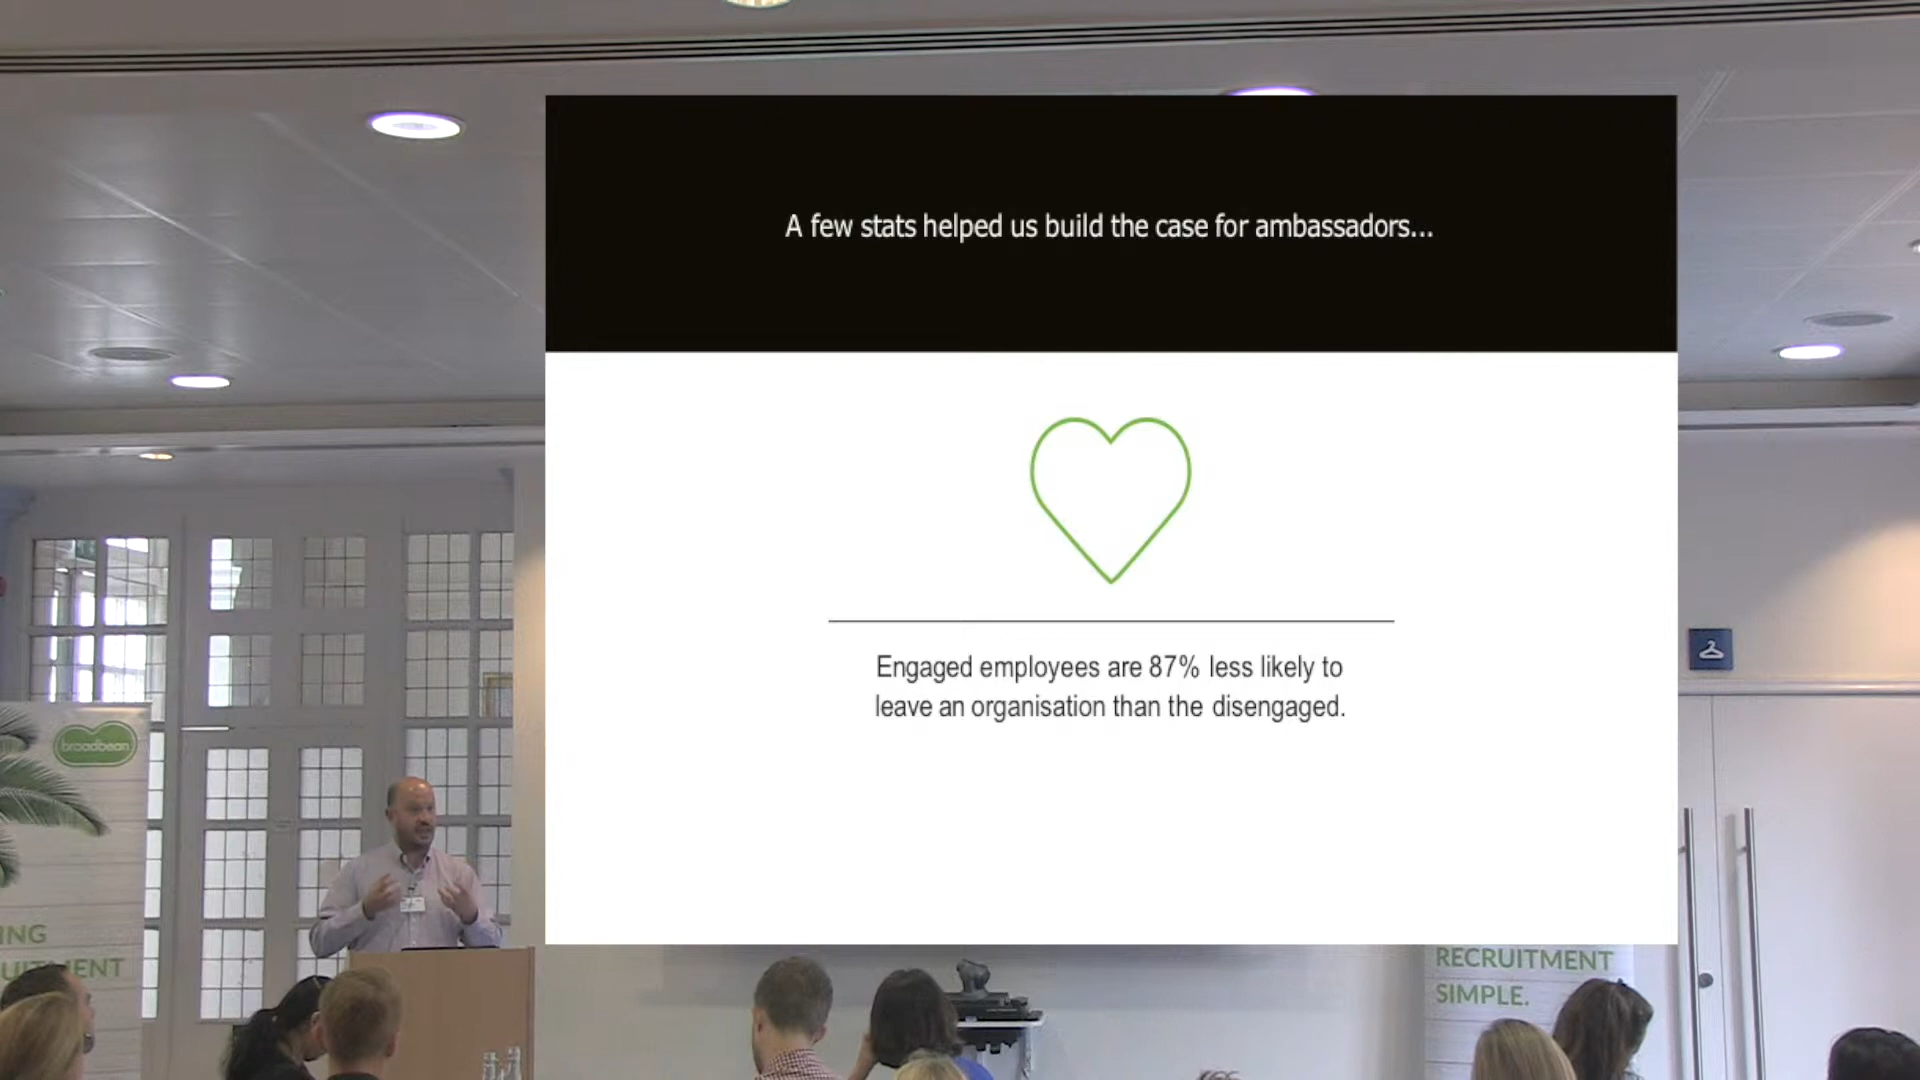 A few stats helped us build the case for ambassadors...
Engaged employees are 87% less likely to
leave an organisation than the disengaged.
broadbean
ING
UITMENT
RECRUITMENT
SIMPLE.